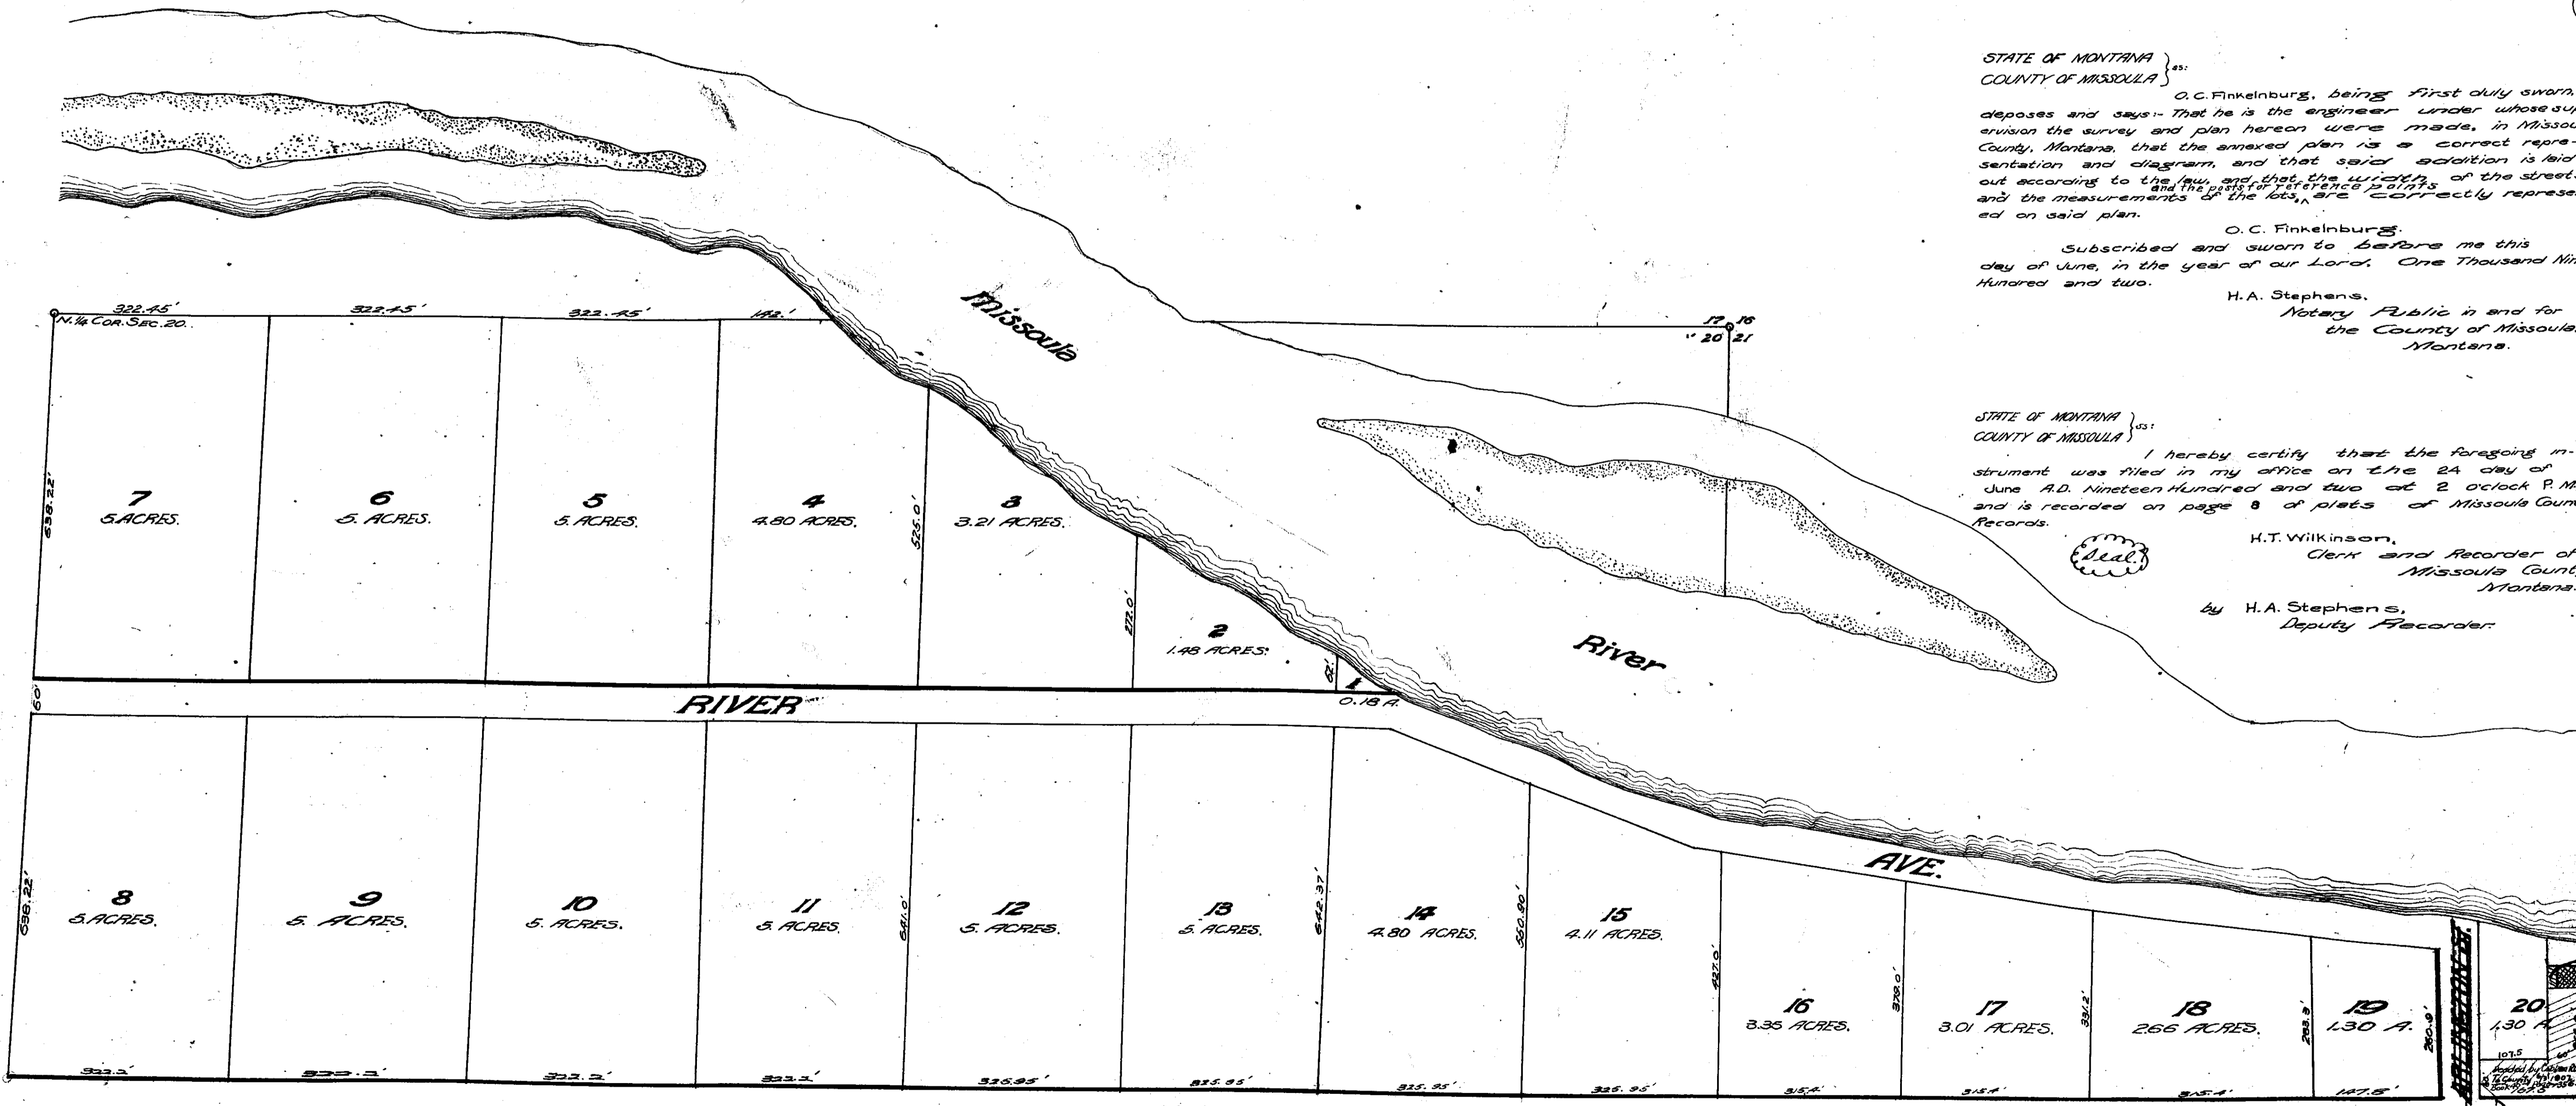 STATE OF MONTANA
COUNTY OF MISSOULA } ss:
O.C. Finkelnburg, being first duly sworn,
deposes and says:- That he is the engineer under whose sup
ervision the survey and plan hereon were made, in Missou
County, Montana, that the annexed plan is a correct repre-
sentation and diagram, and that said addition is laid
out according to the law, and that the width of the street
and the posts for reference points
and the measurements of the lots, ^ are correctly represe
ed on said plan.
O. C. Finkelnburg.
Subscribed and sworn to before me this
day of June, in the year of our Lord. One Thousand Nin
Hundred and two.
H.A. Stephens.
Notary Public in and for
the County of Missoula
Montana.
STATE OF MONTANA
COUNTY OF MISSOULA } ss:
I hereby certify that the foregoing in-
strument was filed in my office on the 24 day of
June A.D. Nineteen Hundred and two at 2 o'clock P. M.
and is recorded on page 8 of plats of Missoula Coun
Records.
Seal.
H.T. Wilkinson,
Clerk and Recorder of
Missoula Count
Montana.
by H.A. Stephens,
Deputy Recorder.
322.45' 322.45' 322.45' 142.'
N. 1/4 COR. SEC. 20.
Missoula
17 16
20 21
638.22'
7
5. ACRES.
6
5. ACRES.
5
5. ACRES.
4
4.80 ACRES.
525.0'
3
3.21 ACRES.
272.0'
2
1.48 ACRES.
62.'
1
0.18 A.
River
60'
RIVER
AVE.
638.22'
8
5. ACRES.
9
5. ACRES.
10
5. ACRES.
11
5. ACRES.
641.0'
12
5. ACRES.
13
5. ACRES.
642.37'
14
4.80 ACRES.
550.90'
15
4.11 ACRES.
427.0'
16
3.35 ACRES.
379.0'
17
3.01 ACRES.
331.2'
18
2.66 ACRES.
283.3'
19
1.30 A.
260.9'
20
1.30 A
107.5
60'
322.2' 322.2' 322.2' 322.2' 325.95' 325.95' 325.95' 325.95' 315.4' 315.4' 315.4' 147.5'